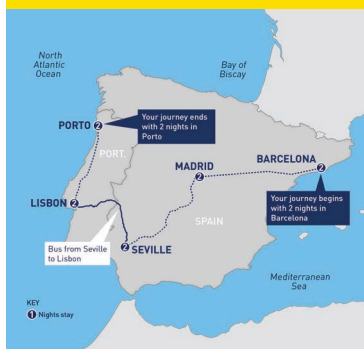 North
Atlantic
Ocean
Bay of
Biscay
PORTO 2
Your journey ends
with 2 nights in
Porto
PORT.
MADRID
2
BARCELONA
2
LISBON 2
SPAIN
Your journey begins
with 2 nights in
Barcelona
Bus from Seville
to Lisbon
2 SEVILLE
Mediterranean
Sea
KEY
1 Nights stay